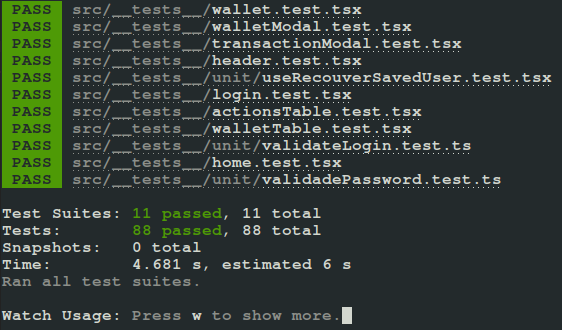 PASS src/__tests__/wallet.test.tsx
PASS src/__tests__/walletModal.test.tsx
PASS src/__tests__/transactionModal.test.tsx
PASS src/__tests__/header.test.tsx
PASS src/__tests__/unit/useRecouverSavedUser.test.tsx
PASS src/__tests__/login.test.tsx
PASS src/__tests__/actionsTable.test.tsx
PASS src/__tests__/walletTable.test.tsx
PASS src/__tests__/unit/validateLogin.test.ts
PASS src/__tests__/home.test.tsx
PASS src/__tests__/unit/validadePassword.test.ts
Test Suites: 11 passed, 11 total
Tests: 88 passed, 88 total
Snapshots: 0 total
Time: 4.681 s, estimated 6 s
Ran all test suites.
Watch Usage: Press w to show more.